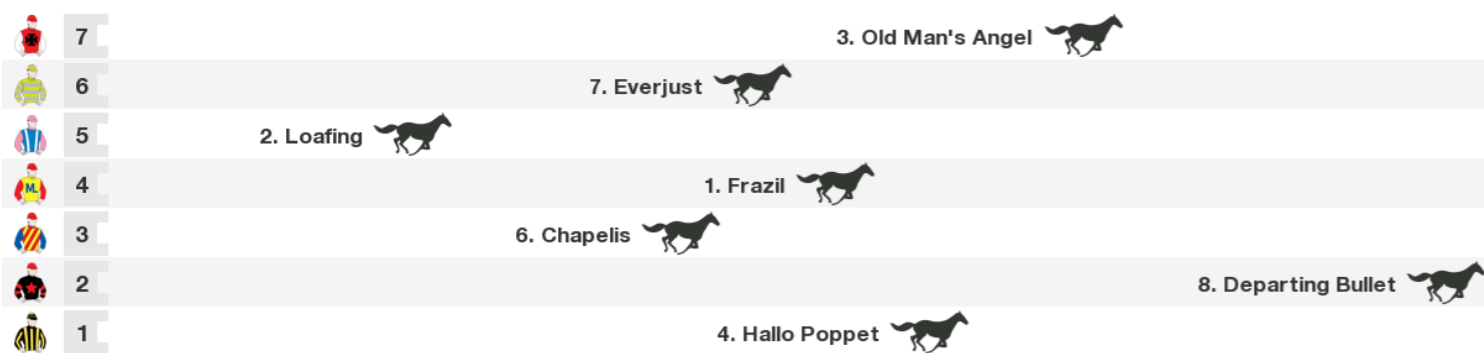 7 3. Old Man's Angel
6 7. Everjust
5 2. Loafing
ML 4 1. Frazil
3 6. Chapelis
2 8. Departing Bullet
1 4. Hallo Poppet